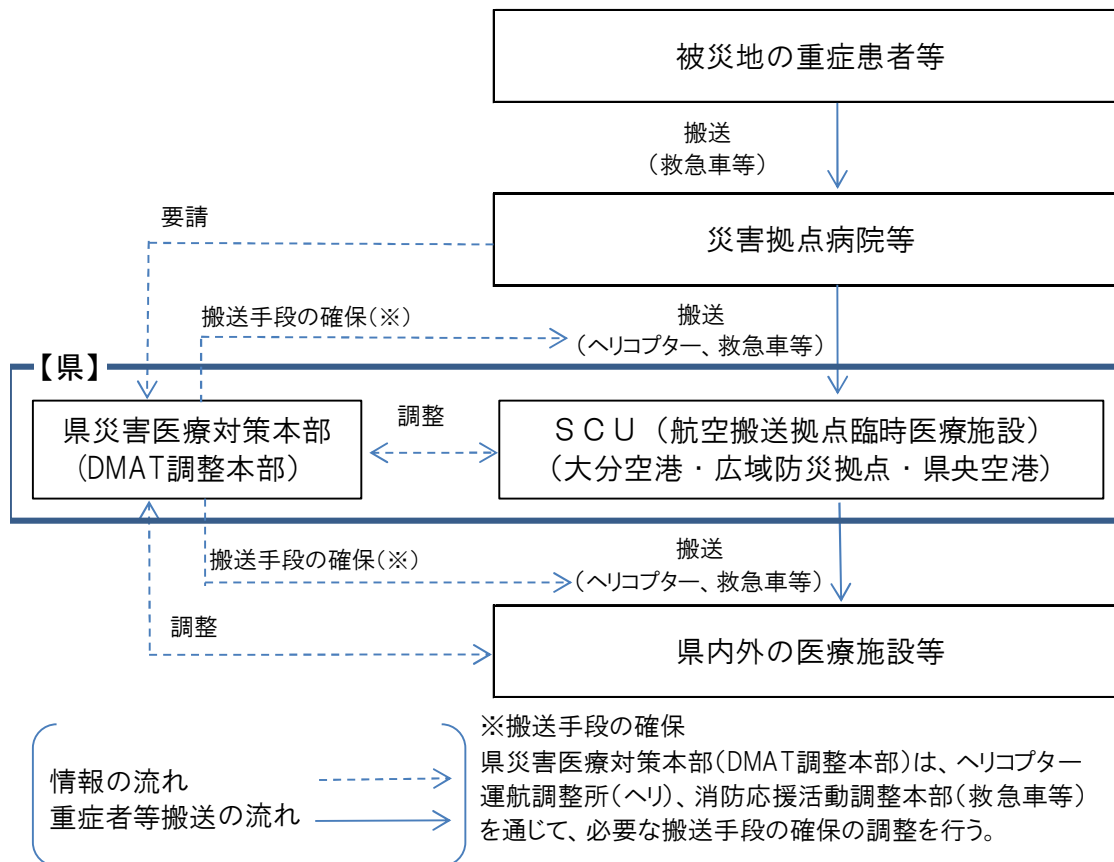 被災地の重症患者等
搬送
（救急車等）
災害拠点病院等
要請
搬送手段の確保(※)
搬送
（ヘリコプター、救急車等）
【県】
県災害医療対策本部
(DMAT調整本部)
調整
ＳＣＵ（航空搬送拠点臨時医療施設）
（大分空港・広域防災拠点・県央空港）
搬送手段の確保(※)
搬送
（ヘリコプター、救急車等）
調整
県内外の医療施設等
情報の流れ
重症者等搬送の流れ
※搬送手段の確保
県災害医療対策本部(DMAT調整本部)は、ヘリコプター
運航調整所(ヘリ)、消防応援活動調整本部(救急車等)
を通じて、必要な搬送手段の確保の調整を行う。